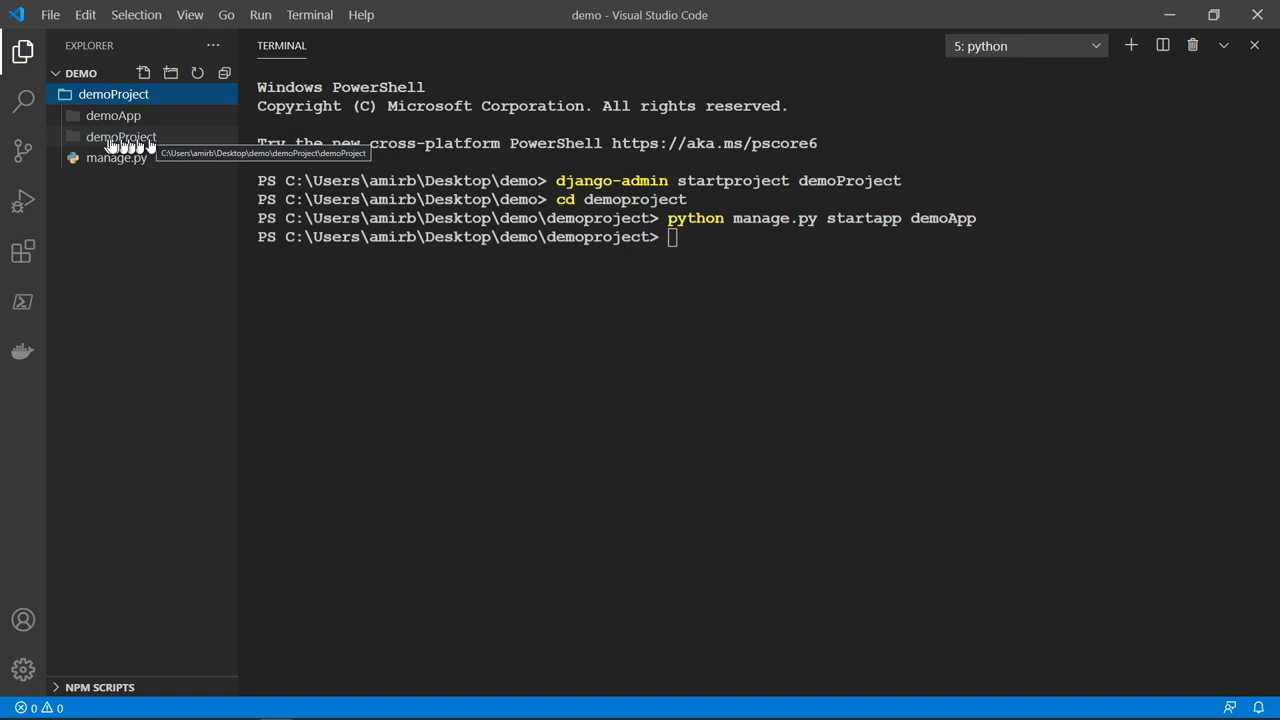 File Edit Selection View Go Run Terminal Help
demo - Visual Studio Code
EXPLORER
DEMO
demoProject
demoApp
demoProject
manage.py
C:\Users\amirb\Desktop\demo\demoProject\demoProject
NPM SCRIPTS
TERMINAL
5: python
Windows PowerShell
Copyright (C) Microsoft Corporation. All rights reserved.
Try the new cross-platform PowerShell https://aka.ms/pscore6
PS C:\Users\amirb\Desktop\demo> django-admin startproject demoProject
PS C:\Users\amirb\Desktop\demo> cd demoproject
PS C:\Users\amirb\Desktop\demo\demoproject> python manage.py startapp demoApp
PS C:\Users\amirb\Desktop\demo\demoproject>
0 0